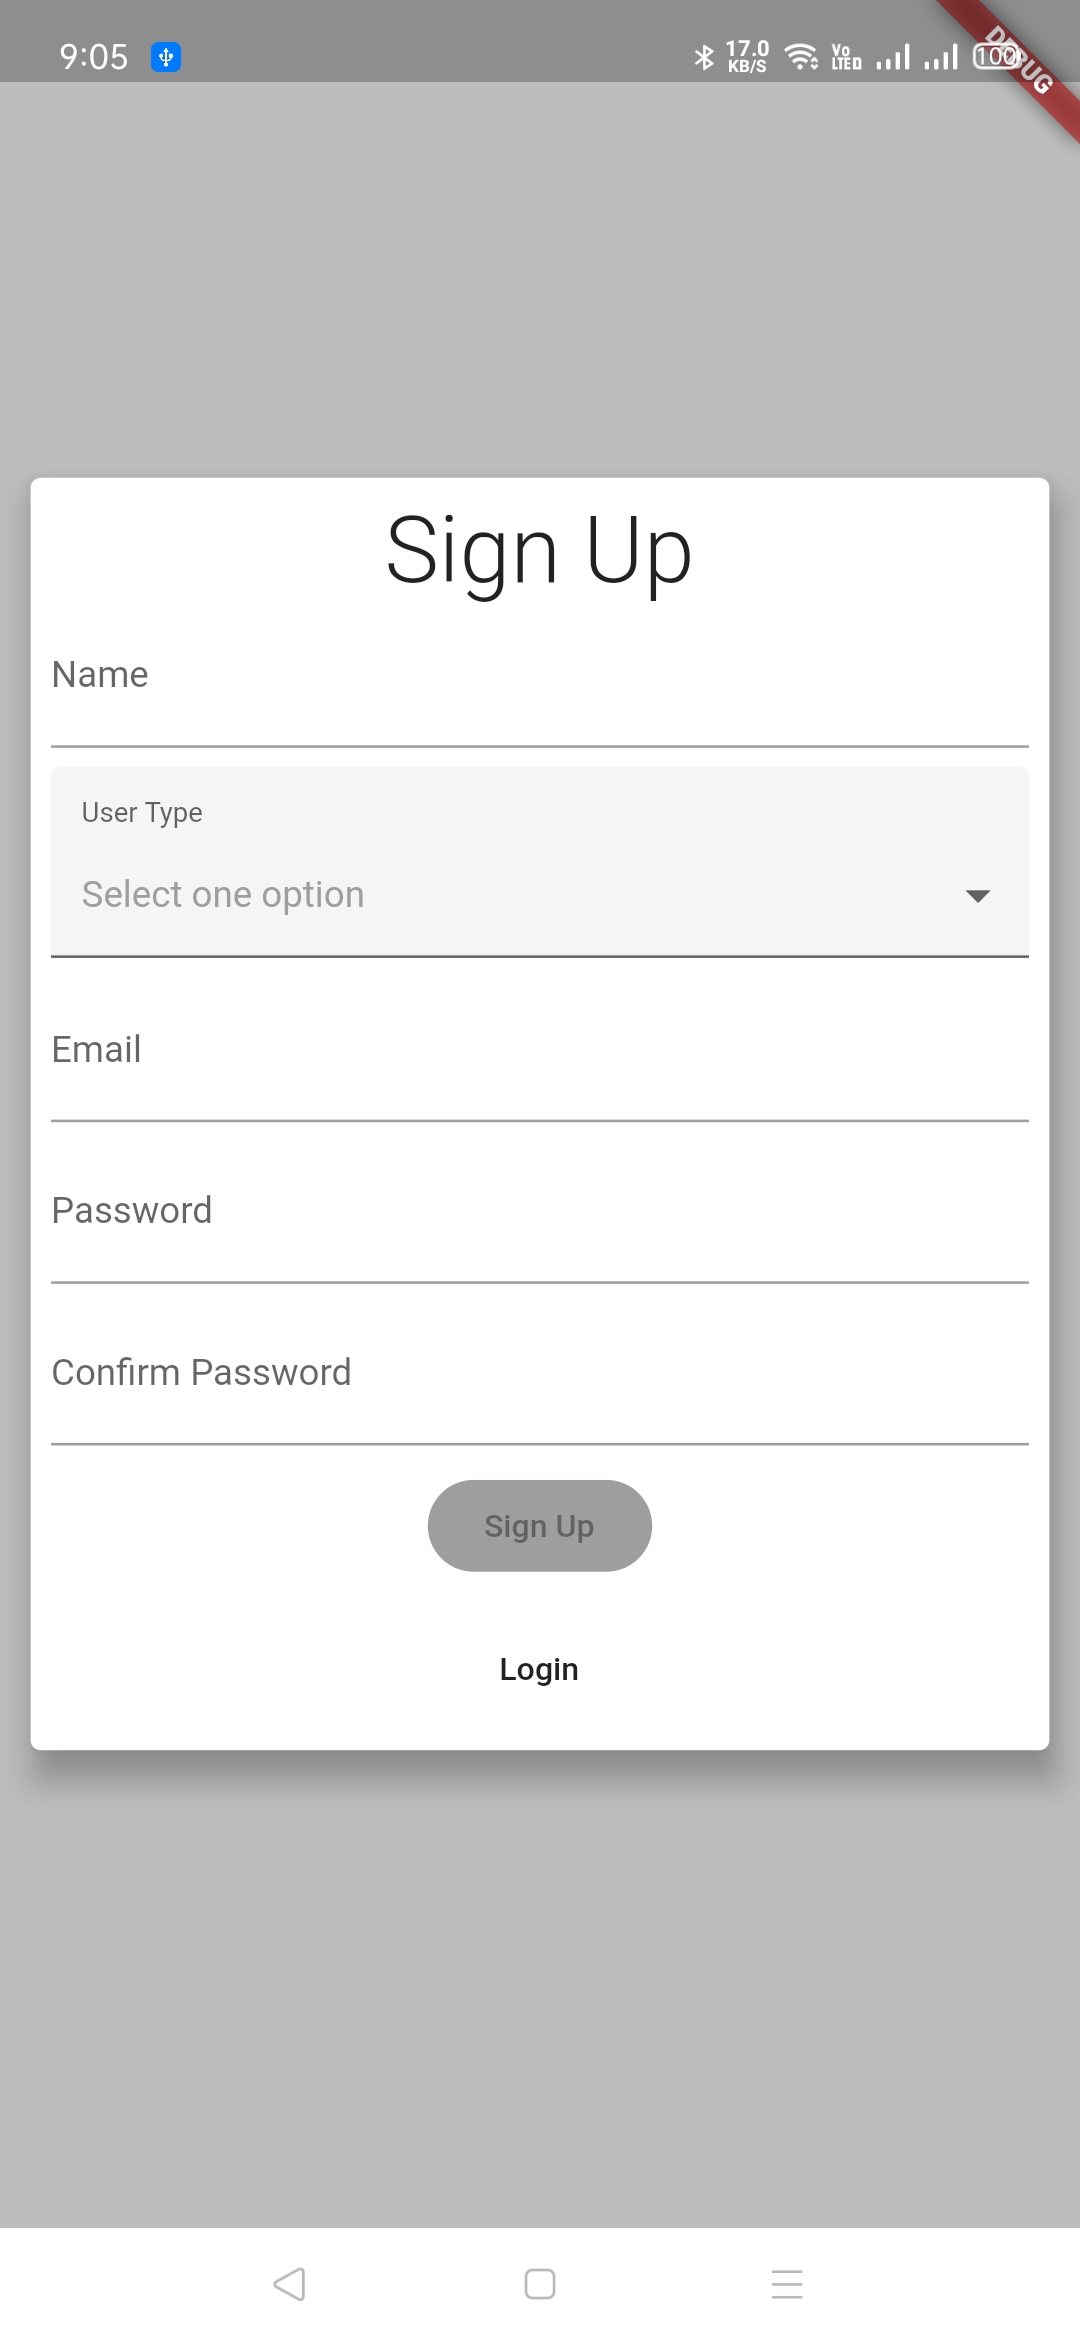 9:05
17.0
KB/S
Vo
LTED
100
DEBUG
Sign Up
Name
User Type
Select one option
Email
Password
Confirm Password
Sign Up
Login